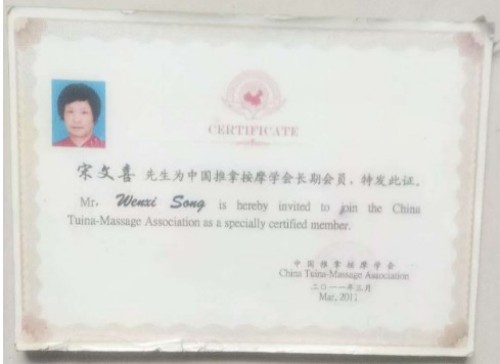 CERTIFICATE
宋文喜 先生为中国推拿按摩学会长期会员，特发此证。
Mr. Wenxi Song is hereby invited to join the China
Tuina-Massage Association as a specially certified member.
中国推拿按摩学会
China Tuina-Massage Association
二〇一一年三月
Mar, 2011